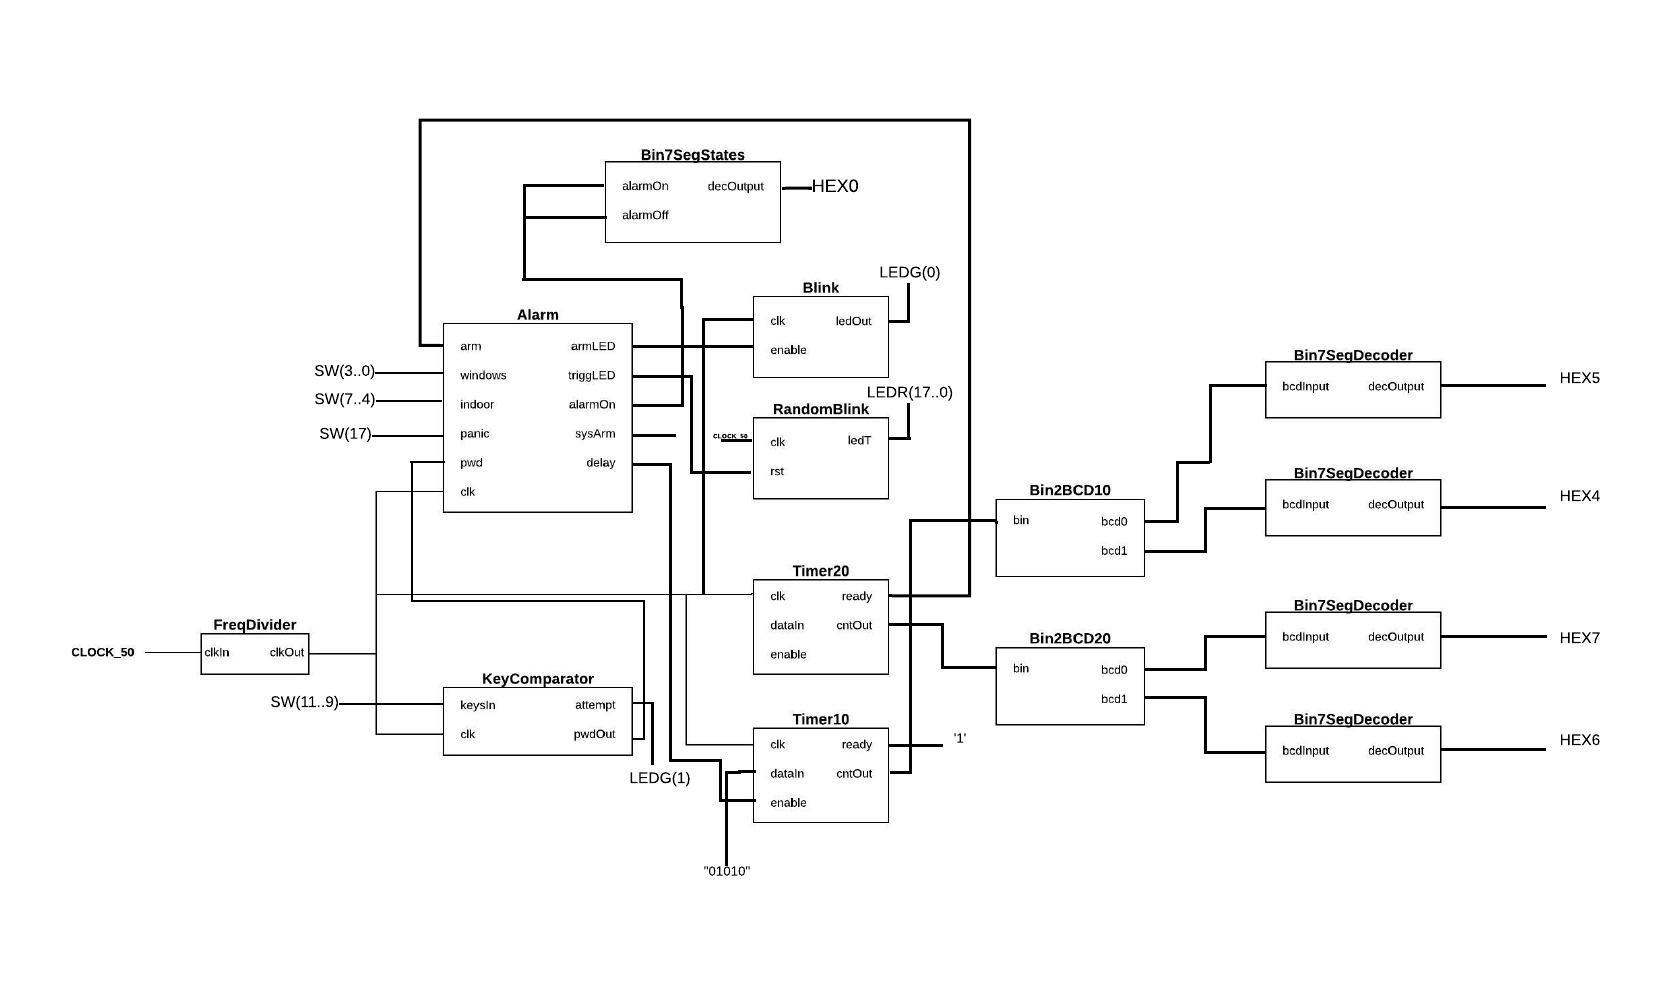 Bin7SegStates
alarmOn decOutput
HEX0
alarmOff
LEDG(0)
Blink
clk ledOut
enable
Alarm
arm armLED
SW(3..0)
windows triggLED
SW(7..4)
indoor alarmOn
SW(17)
panic sysArm
pwd delay
clk
LEDR(17..0)
RandomBlink
CLOCK_50
clk ledT
rst
Bin7SegDecoder
bcdInput decOutput
HEX5
Bin7SegDecoder
bcdInput decOutput
HEX4
Bin2BCD10
bin bcd0
bcd1
Timer20
clk ready
dataIn cntOut
enable
FreqDivider
CLOCK_50
clkIn clkOut
Bin7SegDecoder
bcdInput decOutput
HEX7
Bin2BCD20
bin bcd0
bcd1
KeyComparator
SW(11..9)
keysIn attempt
clk pwdOut
LEDG(1)
Timer10
clk ready
'1'
dataIn cntOut
enable
Bin7SegDecoder
bcdInput decOutput
HEX6
"01010"